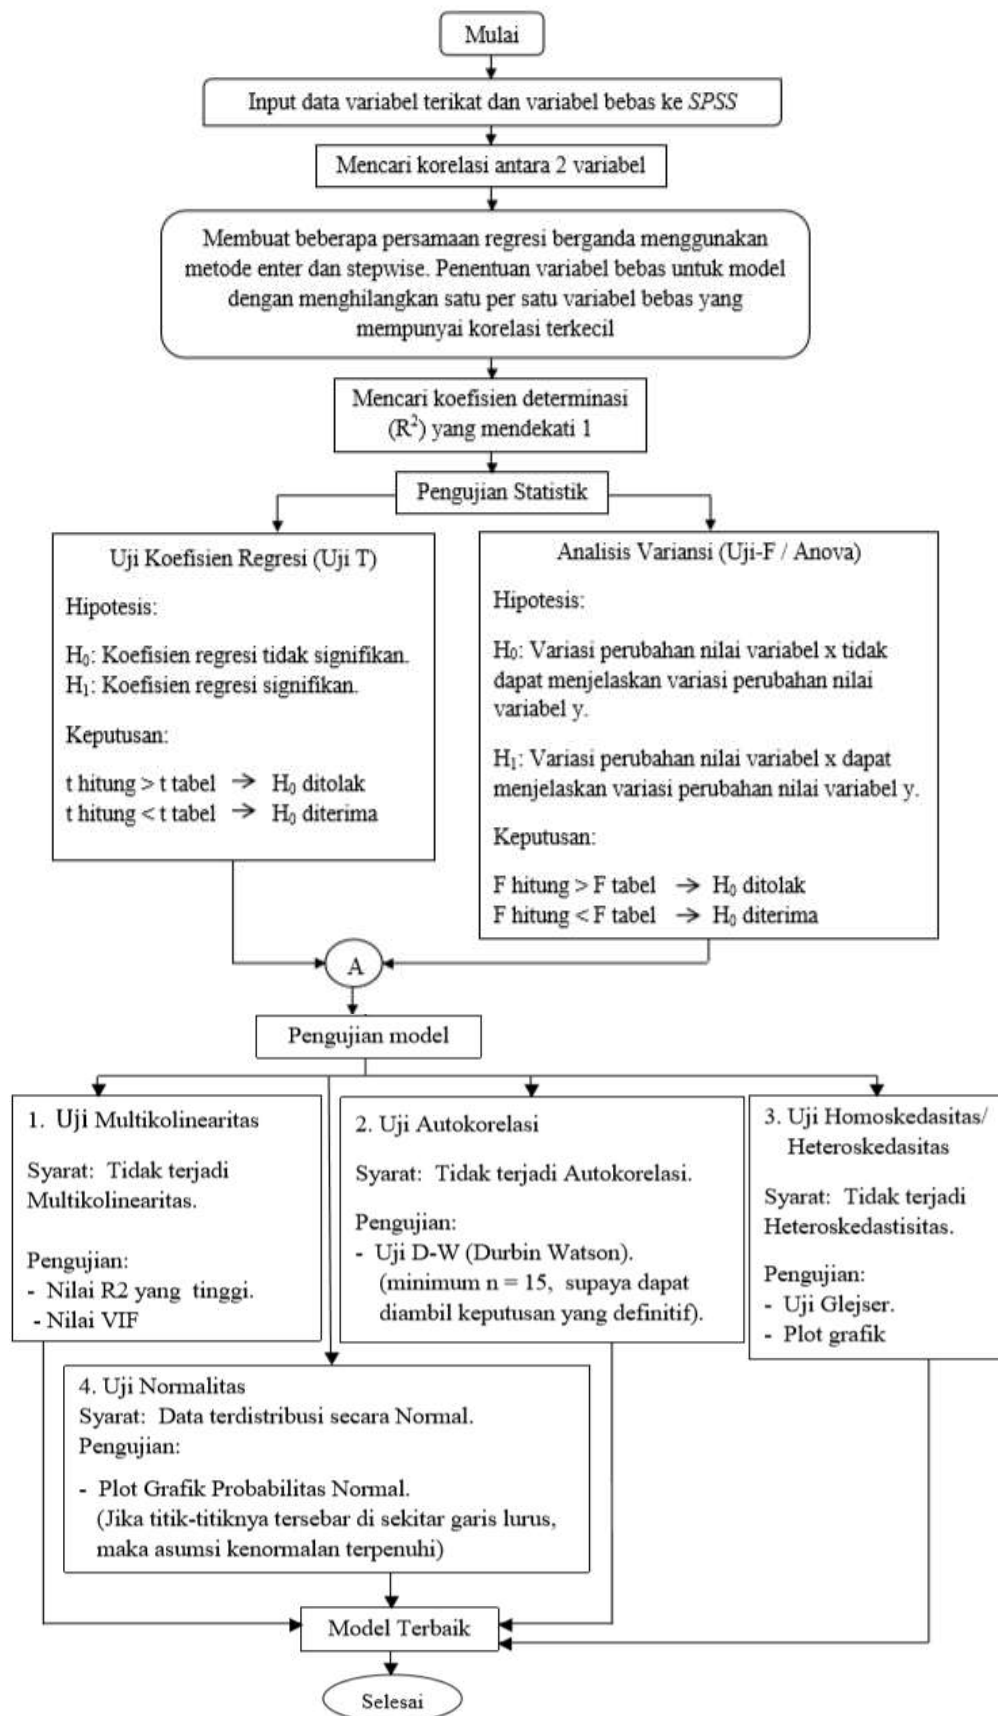 Mulai
Input data variabel terikat dan variabel bebas ke SPSS
Mencari korelasi antara 2 variabel
Membuat beberapa persamaan regresi berganda menggunakan
metode enter dan stepwise. Penentuan variabel bebas untuk model
dengan menghilangkan satu per satu variabel bebas yang
mempunyai korelasi terkecil
Mencari koefisien determinasi
(R²) yang mendekati 1
Pengujian Statistik
Uji Koefisien Regresi (Uji T)
Hipotesis:
H₀: Koefisien regresi tidak signifikan.
H₁: Koefisien regresi signifikan.
Keputusan:
t hitung > t tabel → H₀ ditolak
t hitung < t tabel → H₀ diterima
Analisis Variansi (Uji-F / Anova)
Hipotesis:
H₀: Variasi perubahan nilai variabel x tidak
dapat menjelaskan variasi perubahan nilai
variabel y.
H₁: Variasi perubahan nilai variabel x dapat
menjelaskan variasi perubahan nilai variabel y.
Keputusan:
F hitung > F tabel → H₀ ditolak
F hitung < F tabel → H₀ diterima
A
Pengujian model
1. Uji Multikolinearitas
Syarat: Tidak terjadi
Multikolinearitas.
Pengujian:
- Nilai R2 yang tinggi.
- Nilai VIF
2. Uji Autokorelasi
Syarat: Tidak terjadi Autokorelasi.
Pengujian:
- Uji D-W (Durbin Watson).
(minimum n = 15, supaya dapat
diambil keputusan yang definitif).
3. Uji Homoskedasitas/
Heteroskedasitas
Syarat: Tidak terjadi
Heteroskedastisitas.
Pengujian:
- Uji Glejser.
- Plot grafik
4. Uji Normalitas
Syarat: Data terdistribusi secara Normal.
Pengujian:
- Plot Grafik Probabilitas Normal.
(Jika titik-titiknya tersebar di sekitar garis lurus,
maka asumsi kenormalan terpenuhi)
Model Terbaik
Selesai